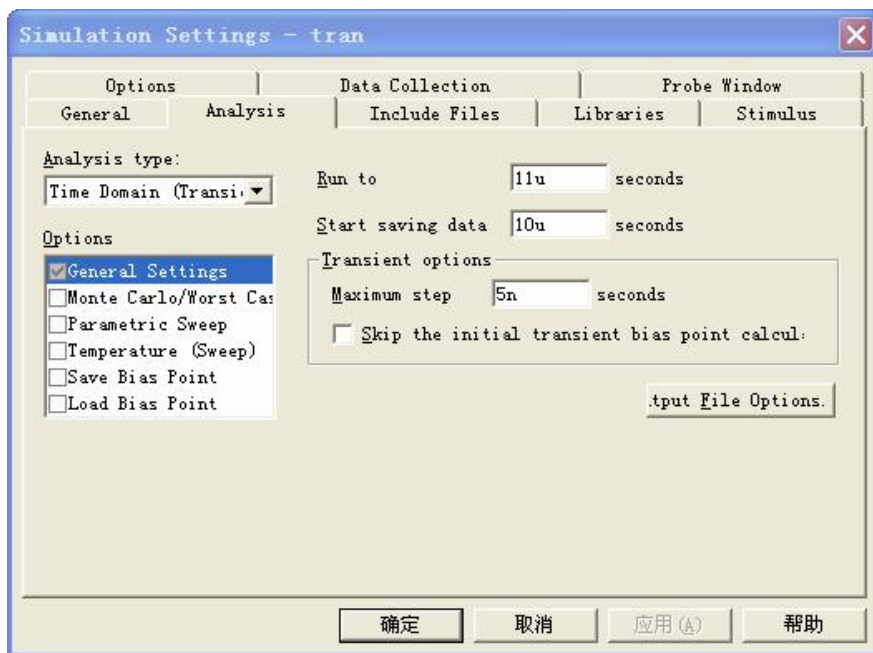 Simulation Settings - tran
Options Data Collection Probe Window
General Analysis Include Files Libraries Stimulus
Analysis type:
Time Domain (Transi
Run to 11u seconds
Start saving data 10u seconds
Options
General Settings
Monte Carlo/Worst Cas
Parametric Sweep
Temperature (Sweep)
Save Bias Point
Load Bias Point
Transient options
Maximum step 5n seconds
Skip the initial transient bias point calcul
.tput File Options.
确定 取消 应用(A) 帮助